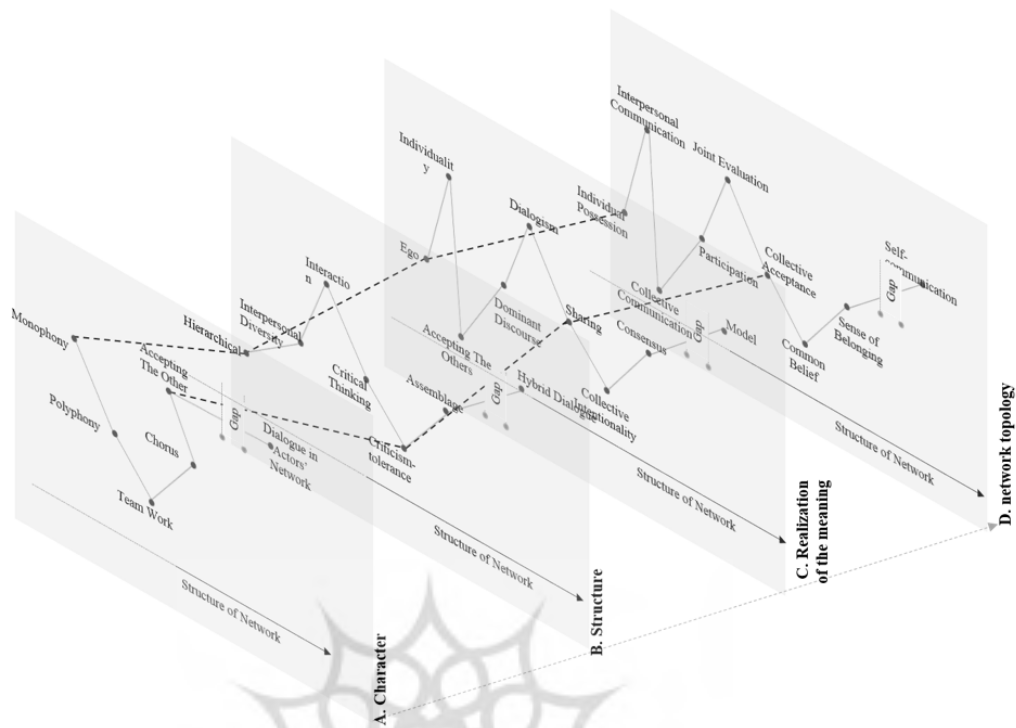 Monophony
Polyphony
Team Work
Chorus
Accepting
The Other
Gap
Dialogue in
Actors'
Network
Structure of Network
A. Character
Hierarchical
Interpersonal
Diversity
Interactio
n
Critical
Thinking
Criticism-
tolerance
Assemblage
Gap
Hybrid Dialogue
Structure of Network
B. Structure
Ego
Individualit
y
Accepting The
Others
Dominant
Discourse
Dialogism
Sharing
Collective
Intentionality
Consensus
Gap
Model
Structure of Network
C. Realization
of the meaning
Individual
Possession
Interpersonal
Communication
Collective
Communication
Participation
Joint Evaluation
Collective
Acceptance
Common
Belief
Sense of
Belonging
Gap
Self-
communication
Structure of Network
D. network topology